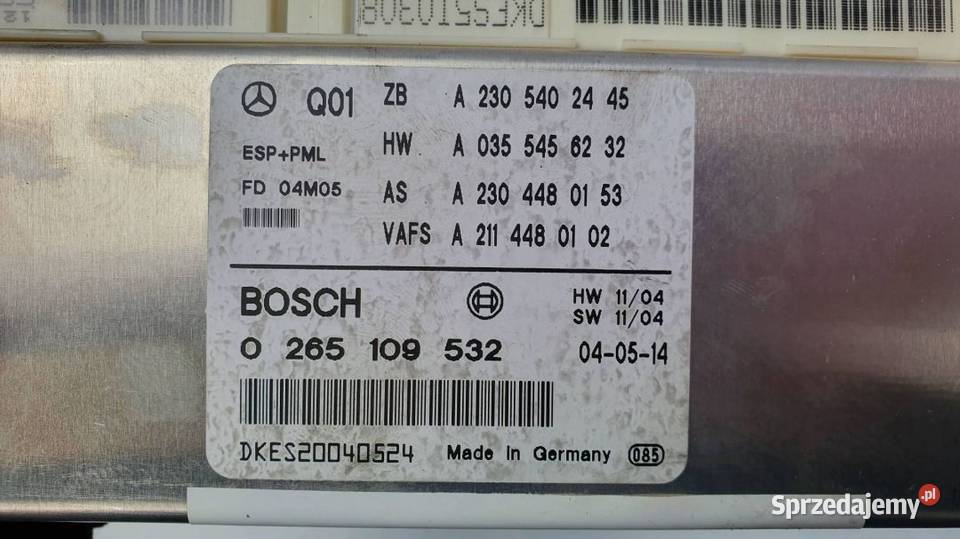 12
DKES5I0308
Q01 ZB A 230 540 24 45
ESP+PML HW A 035 545 62 32
FD 04M05 AS A 230 448 01 53
VAFS A 211 448 01 02
BOSCH HW 11/04
SW 11/04
0 265 109 532 04-05-14
DKES20040524 Made in Germany 085
Sprzedajemy.pl